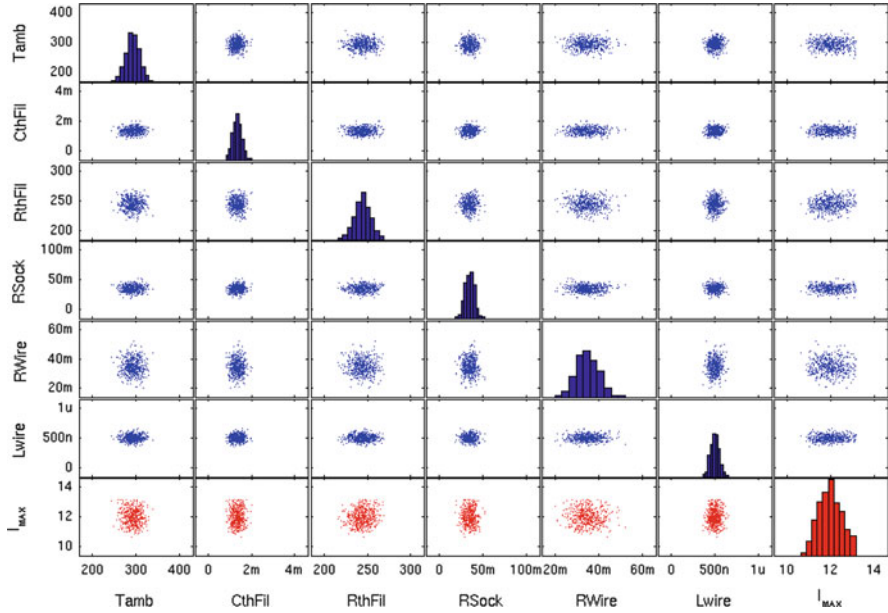 400
Tamb
300
200
4m
CthFil
2m
0
300
RthFil
250
200
100m
RSock
50m
0
60m
RWire
40m
20m
1u
Lwire
500n
0
14
I MAX
12
10
200 300 400 0 2m 4m 200 250 300 0 50m 100m 20m 40m 60m 0 500n 1u 10 12 14
Tamb CthFil RthFil RSock RWire Lwire I MAX